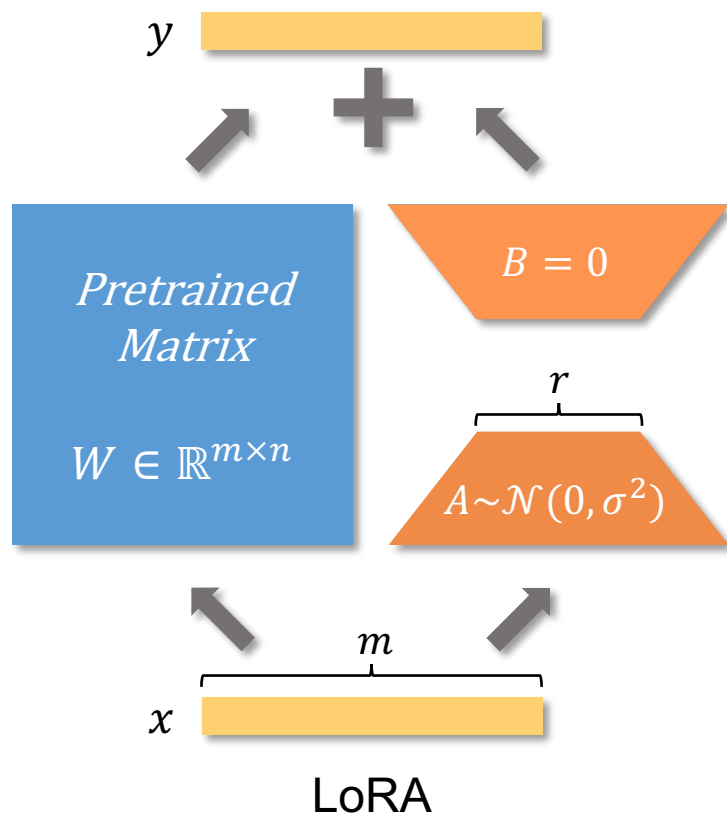 y
Pretrained
Matrix
W ∈ ℝ^{m×n}
B = 0
r
A~𝒩(0, σ²)
m
x
LoRA